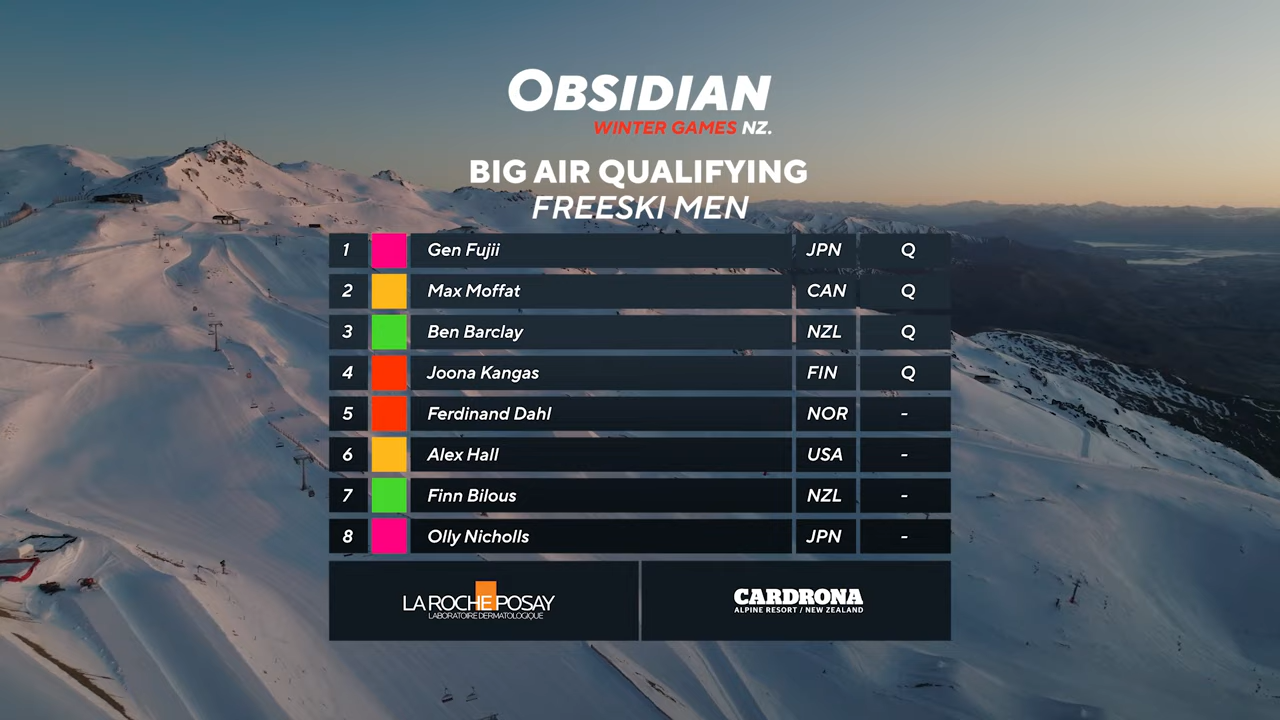 OBSIDIAN
WINTER GAMES NZ.
BIG AIR QUALIFYING
FREESKI MEN
1 Gen Fujii JPN Q
2 Max Moffat CAN Q
3 Ben Barclay NZL Q
4 Joona Kangas FIN Q
5 Ferdinand Dahl NOR -
6 Alex Hall USA -
7 Finn Bilous NZL -
8 Olly Nicholls JPN -
LA ROCHE POSAY
LABORATOIRE DERMATOLOGIQUE
CARDRONA
ALPINE RESORT / NEW ZEALAND